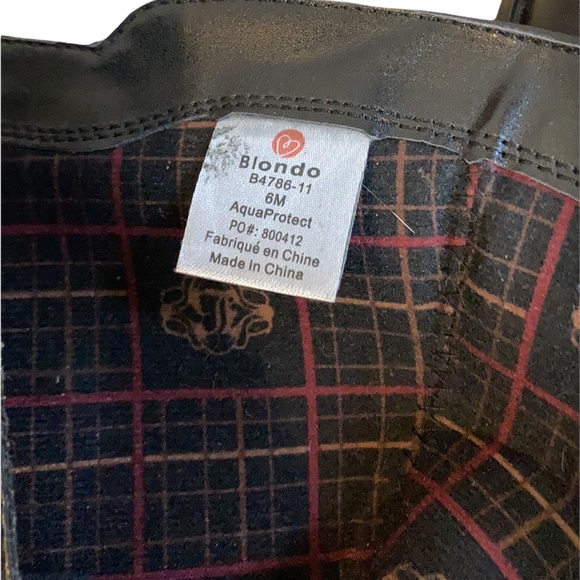 Blondo
B4786-11
6M
AquaProtect
PO#: 800412
Fabriqué en Chine
Made in China